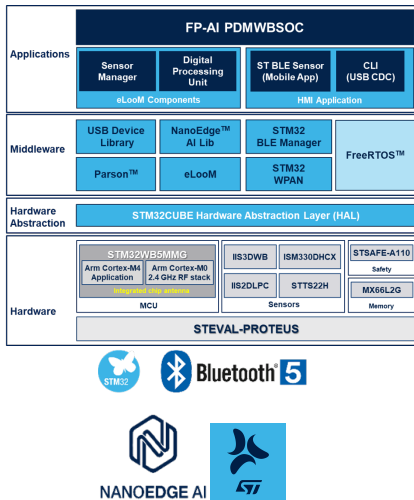 FP-AI PDMWBSOC
Applications
Sensor
Manager
Digital
Processing
Unit
eLooM Components
ST BLE Sensor
(Mobile App)
CLI
(USB CDC)
HMI Application
Middleware
USB Device
Library
NanoEdge™
AI Lib
STM32
BLE Manager
FreeRTOS™
Parson™
eLooM
STM32
WPAN
Hardware
Abstraction
STM32CUBE Hardware Abstraction Layer (HAL)
Hardware
STM32WB5MMG
Arm Cortex-M4
Application
Arm Cortex-M0
2.4 GHz RF stack
Integrated chip antenna
MCU
IIS3DWB
ISM330DHCX
IIS2DLPC
STTS22H
Sensors
STSAFE-A110
Safety
MX66L2G
Memory
STEVAL-PROTEUS
STM32
Bluetooth® 5
NANOEDGE AI
ST